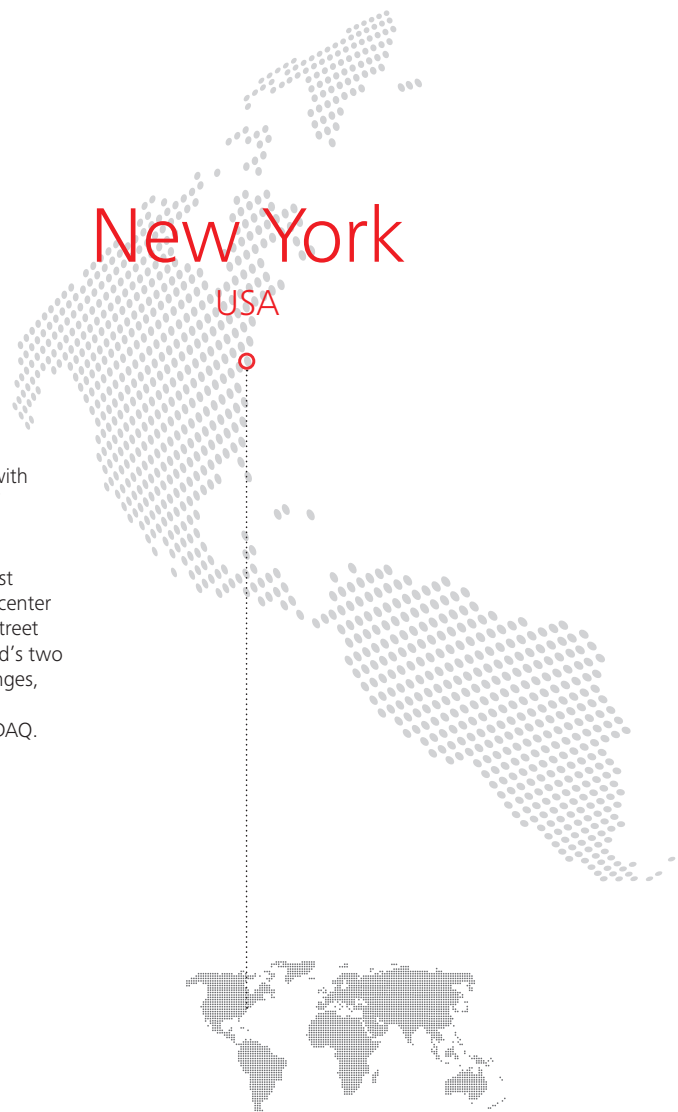 New York
USA
with
st
center
treet
d's two
nges,
DAQ.